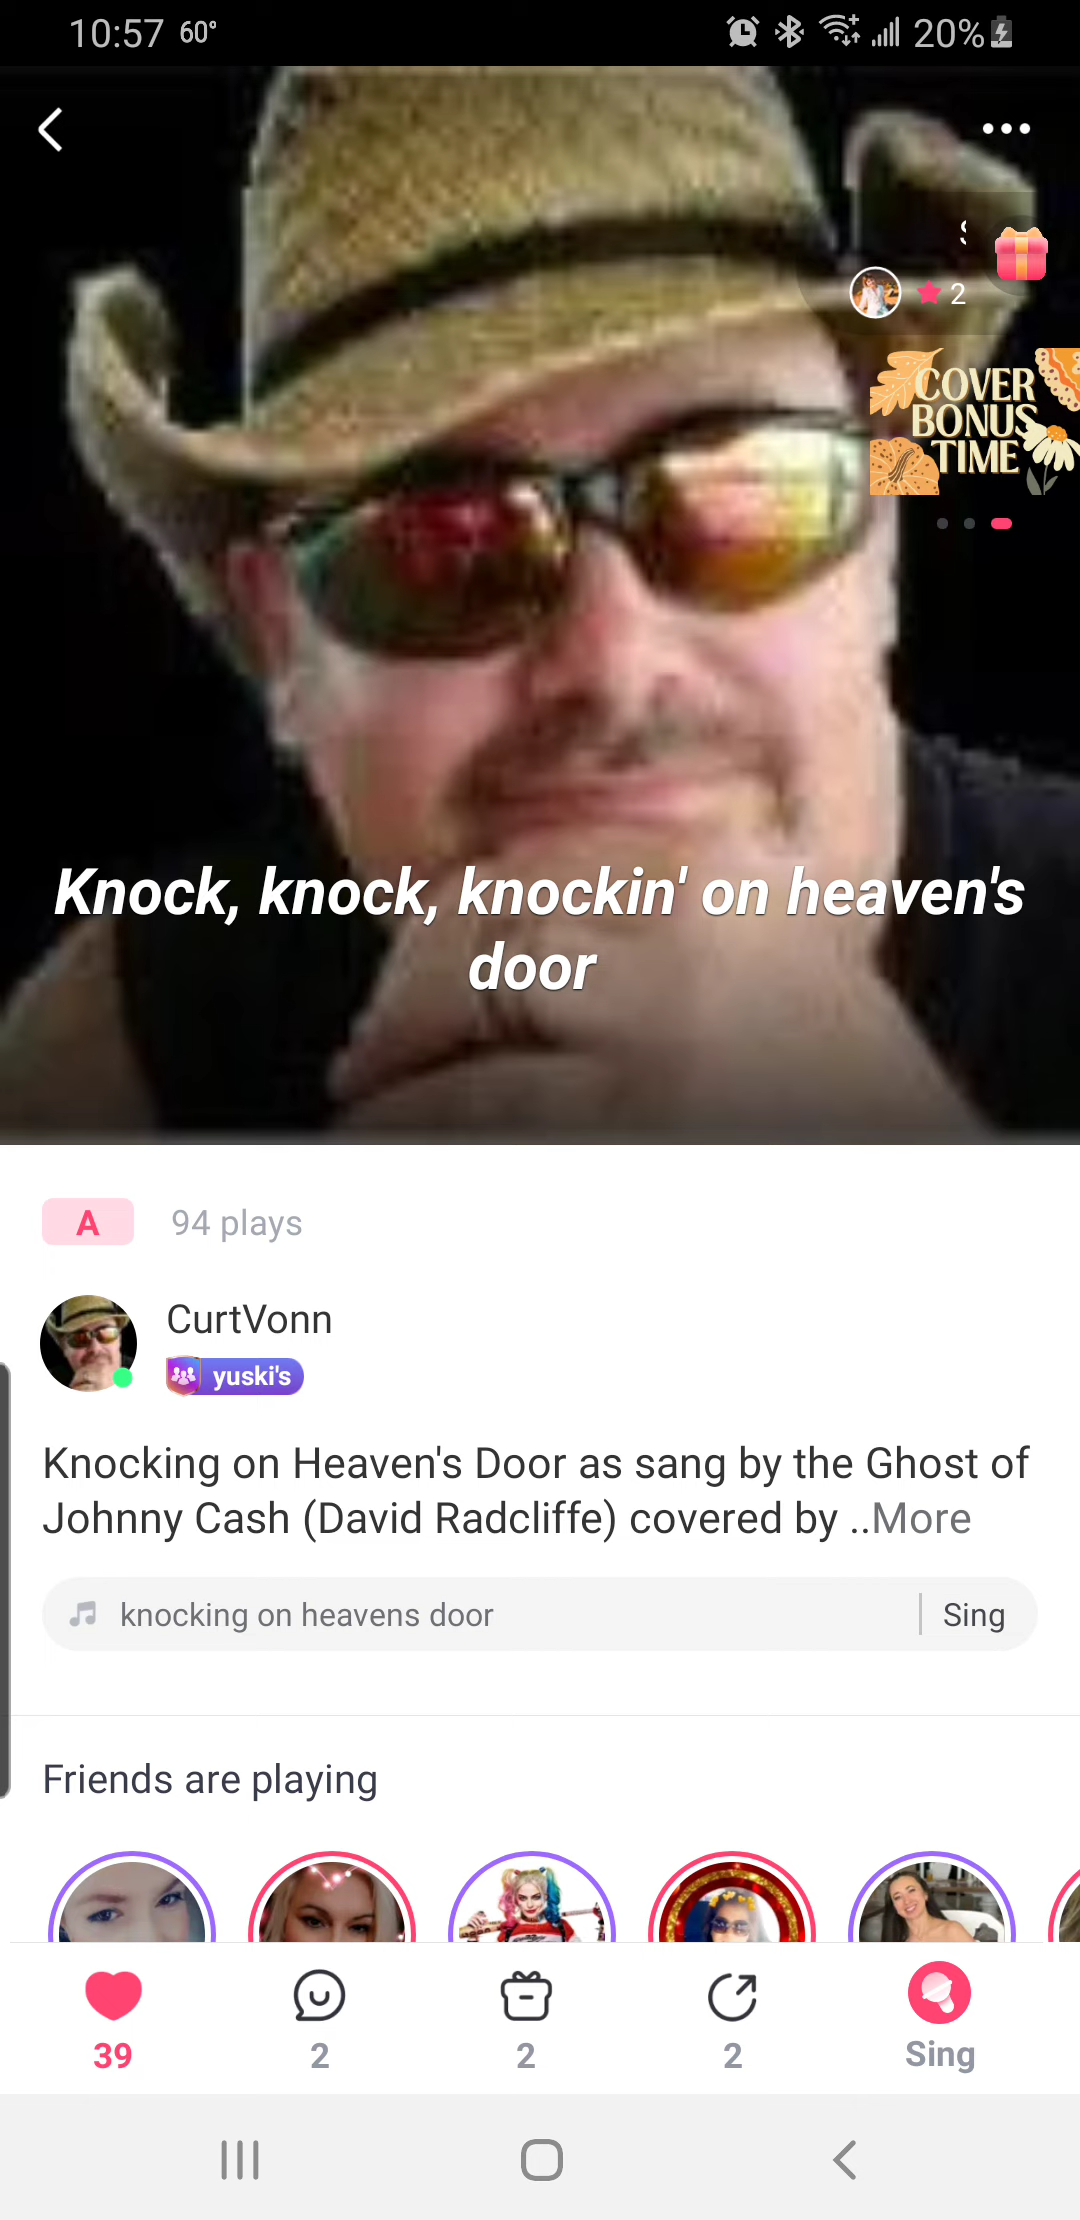 10:57 60°
20%
2
COVER
BONUS
TIME
Knock, knock, knockin' on heaven's
door
A 94 plays
CurtVonn
yuski's
Knocking on Heaven's Door as sang by the Ghost of
Johnny Cash (David Radcliffe) covered by ..More
knocking on heavens door Sing
Friends are playing
39 2 2 2 Sing